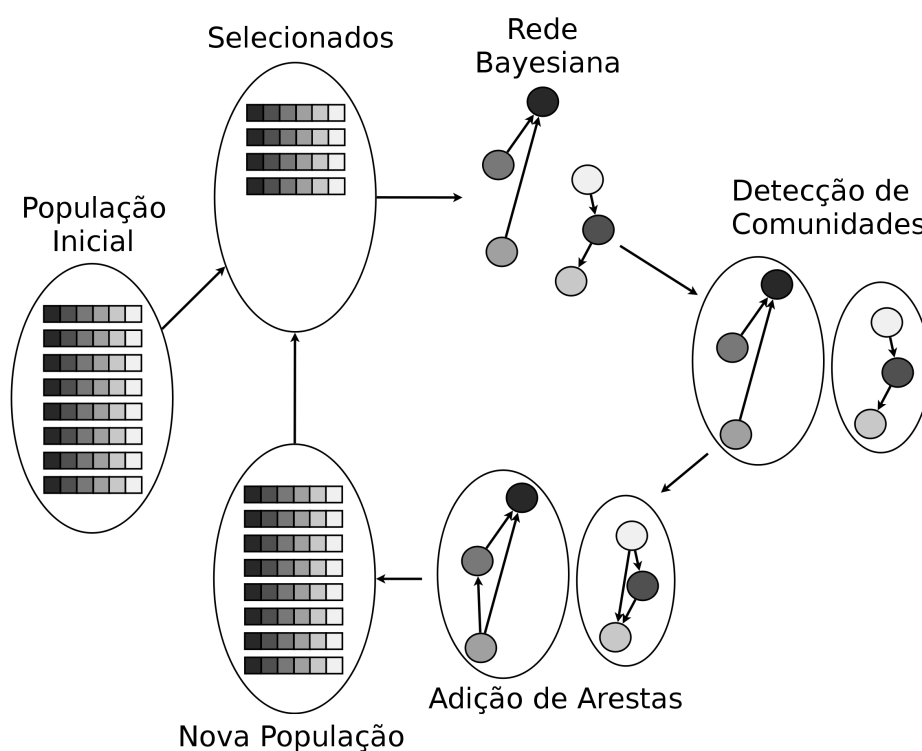 Selecionados
Rede
Bayesiana
Detecção de
Comunidades
População
Inicial
Adição de Arestas
Nova População